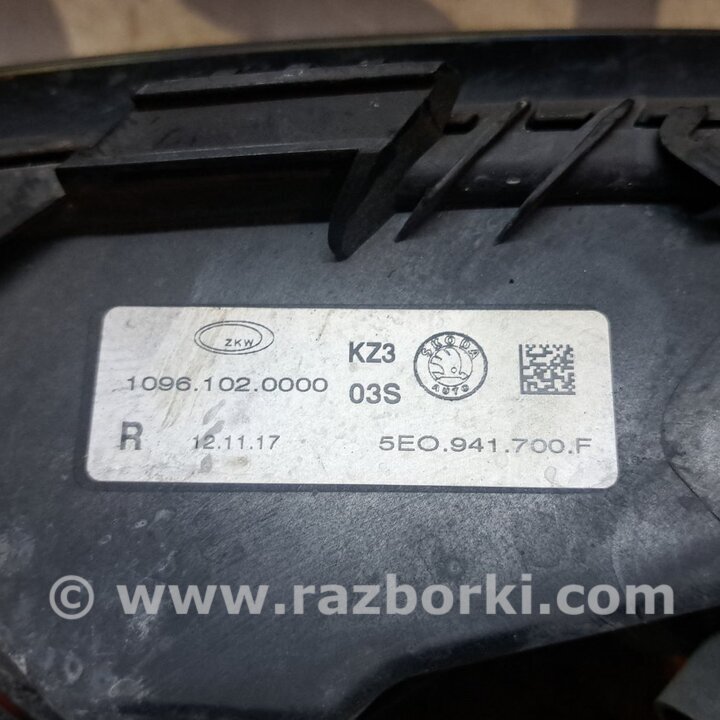 ZKW
KZ3
SKODA
AUTO
1096.102.0000
03S
R
12.11.17
5E0.941.700.F
© www.razborki.com